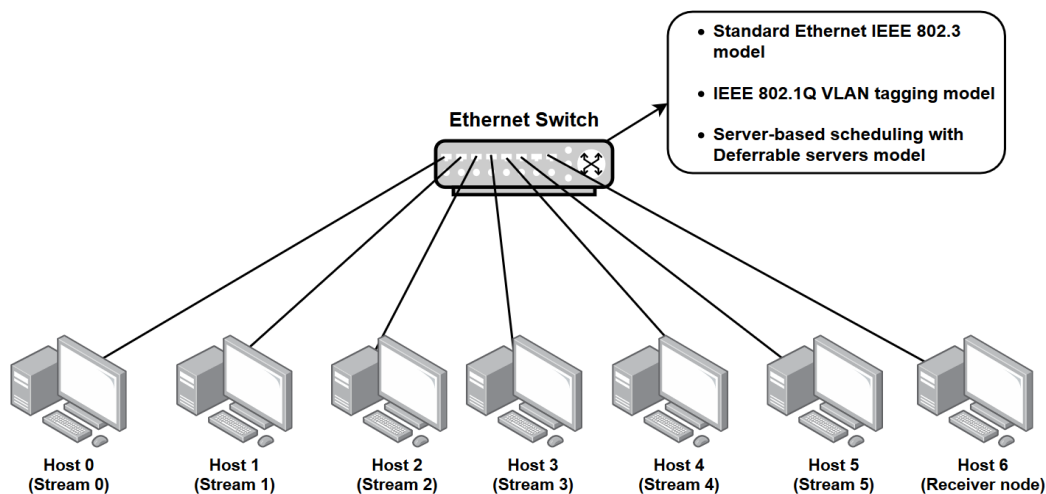 • Standard Ethernet IEEE 802.3
model
• IEEE 802.1Q VLAN tagging model
• Server-based scheduling with
Deferrable servers model
Ethernet Switch
Host 0
(Stream 0)
Host 1
(Stream 1)
Host 2
(Stream 2)
Host 3
(Stream 3)
Host 4
(Stream 4)
Host 5
(Stream 5)
Host 6
(Receiver node)